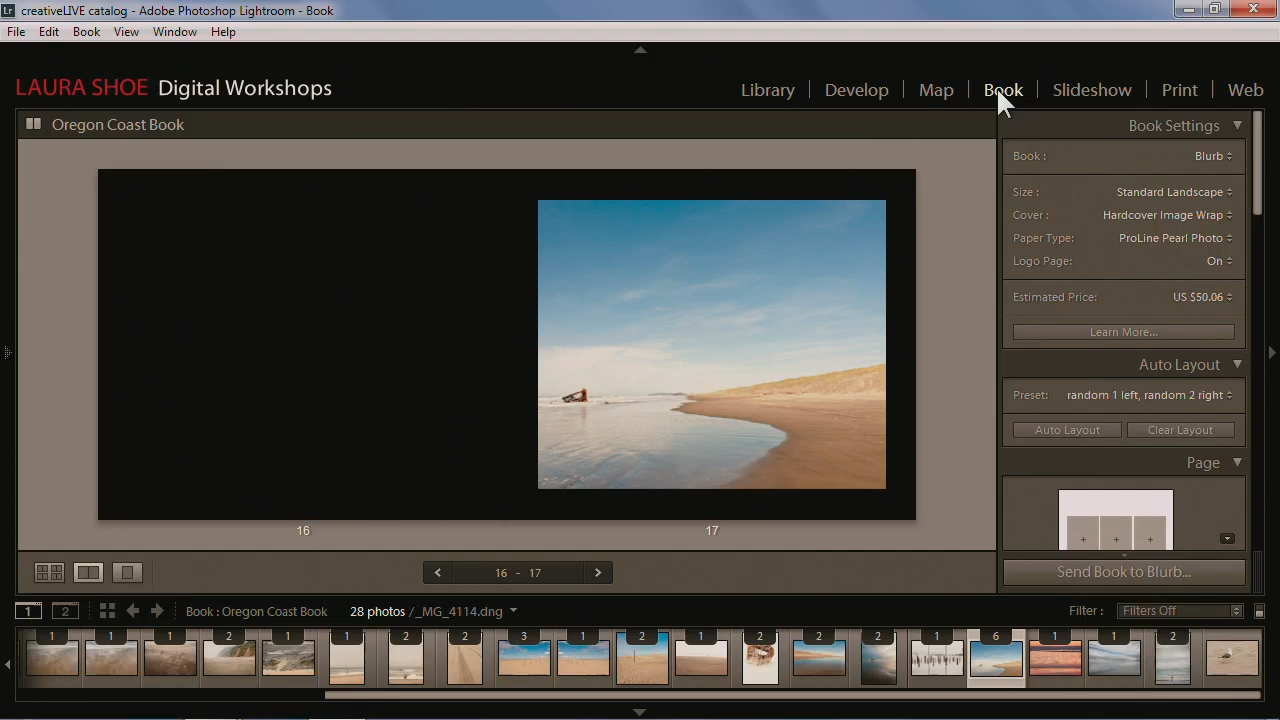 Lr creativeLIVE catalog - Adobe Photoshop Lightroom - Book
File Edit Book View Window Help
LAURA SHOE Digital Workshops
Library Develop Map Book Slideshow Print Web
Oregon Coast Book
Book Settings
Book : Blurb
Size : Standard Landscape
Cover : Hardcover Image Wrap
Paper Type: ProLine Pearl Photo
Logo Page: On
Estimated Price: US $50.06
Learn More...
Auto Layout
Preset: random 1 left, random 2 right
Auto Layout Clear Layout
Page
16 17
16 - 17
Send Book to Blurb...
1 2 Book : Oregon Coast Book 28 photos / _MG_4114.dng Filter : Filters Off
1 1 1 2 1 1 2 2 3 1 2 1 2 2 2 1 6 1 1 2